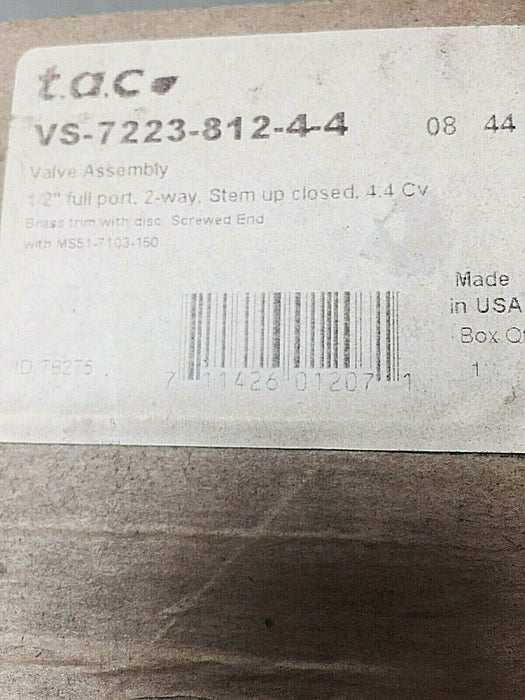 t.a.c
VS-7223-812-4-4 08 44
Valve Assembly
1/2" full port, 2-way, Stem up closed, 4.4 Cv
Brass trim with disc, Screwed End
with MS51-7103-150
Made
in USA
Box Qt
1
ID 76275
7 11426 01207 1